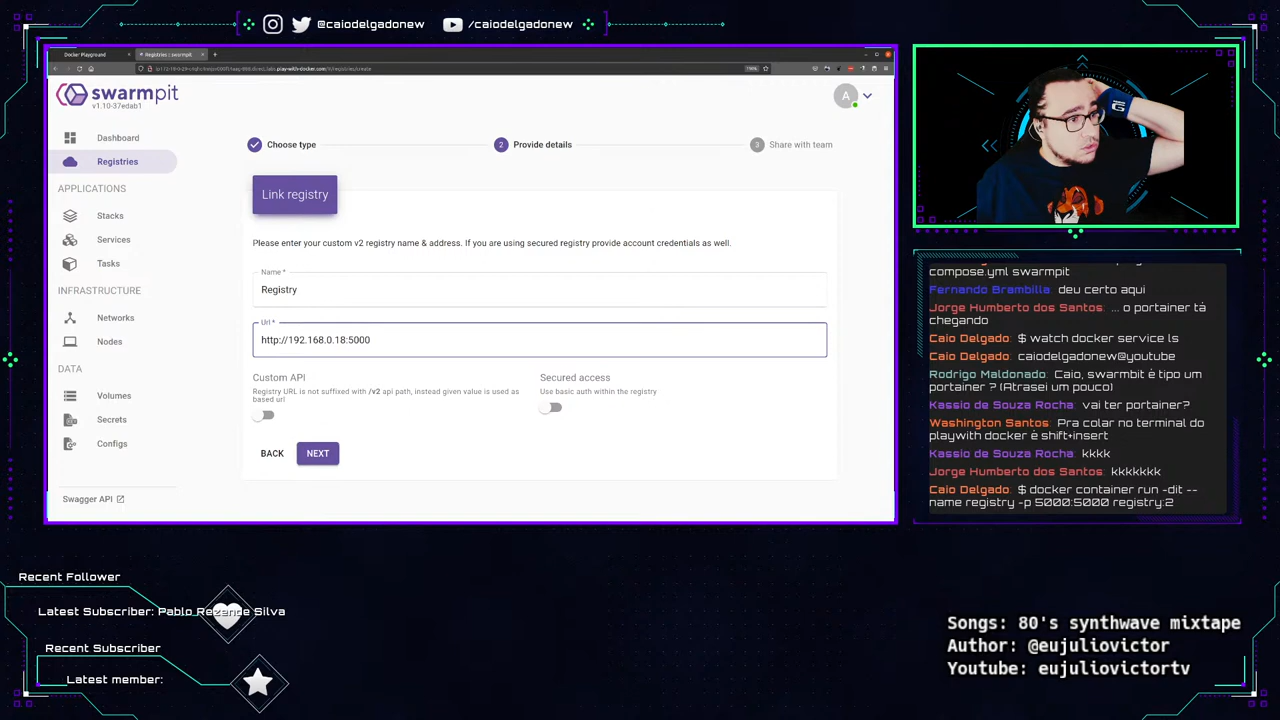 @caiodelgadonew
/caiodelgadonew
Docker Playground
Registries :: swarmpit
swarmpit
v1.10-37edab1
A
Dashboard
Registries
APPLICATIONS
Stacks
Services
Tasks
INFRASTRUCTURE
Networks
Nodes
DATA
Volumes
Secrets
Configs
Swagger API
Choose type
2
Provide details
3
Share with team
Link registry
Please enter your custom v2 registry name & address. If you are using secured registry provide account credentials as well.
Name *
Registry
Url *
http://192.168.0.18:5000
Custom API
Registry URL is not suffixed with /v2 api path, instead given value is used as
based url
Secured access
Use basic auth within the registry
BACK
NEXT
compose.yml swarmpit
Fernando Brambilla: deu certo aqui
Jorge Humberto dos Santos: ... o portainer tá
chegando
Caio Delgado: $ watch docker service ls
Caio Delgado: caiodelgadonew@youtube
Rodrigo Maldonado: Caio, swarmpit é tipo um
portainer ? (Atrasei um pouco)
Kassio de Souza Rocha: vai ter portainer?
Washington Santos: Pra colar no terminal do
playwith docker é shift+insert
Kassio de Souza Rocha: kkkk
Jorge Humberto dos Santos: kkkkkkk
Caio Delgado: $ docker container run -dit --
name registry -p 5000:5000 registry:2
Recent Follower
Latest Subscriber: Pablo Rezende Silva
Recent Subscriber
Latest member:
Songs: 80's synthwave mixtape
Author: @eujuliovictor
Youtube: eujuliovictortv